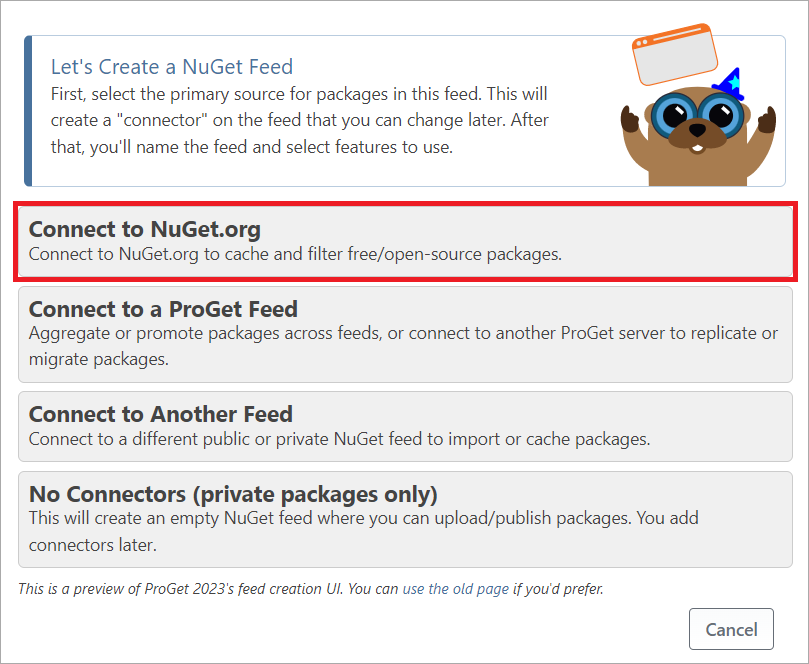 Let's Create a NuGet Feed
First, select the primary source for packages in this feed. This will
create a "connector" on the feed that you can change later. After
that, you'll name the feed and select features to use.
Connect to NuGet.org
Connect to NuGet.org to cache and filter free/open-source packages.
Connect to a ProGet Feed
Aggregate or promote packages across feeds, or connect to another ProGet server to replicate or
migrate packages.
Connect to Another Feed
Connect to a different public or private NuGet feed to import or cache packages.
No Connectors (private packages only)
This will create an empty NuGet feed where you can upload/publish packages. You add
connectors later.
This is a preview of ProGet 2023's feed creation UI. You can use the old page if you'd prefer.
Cancel